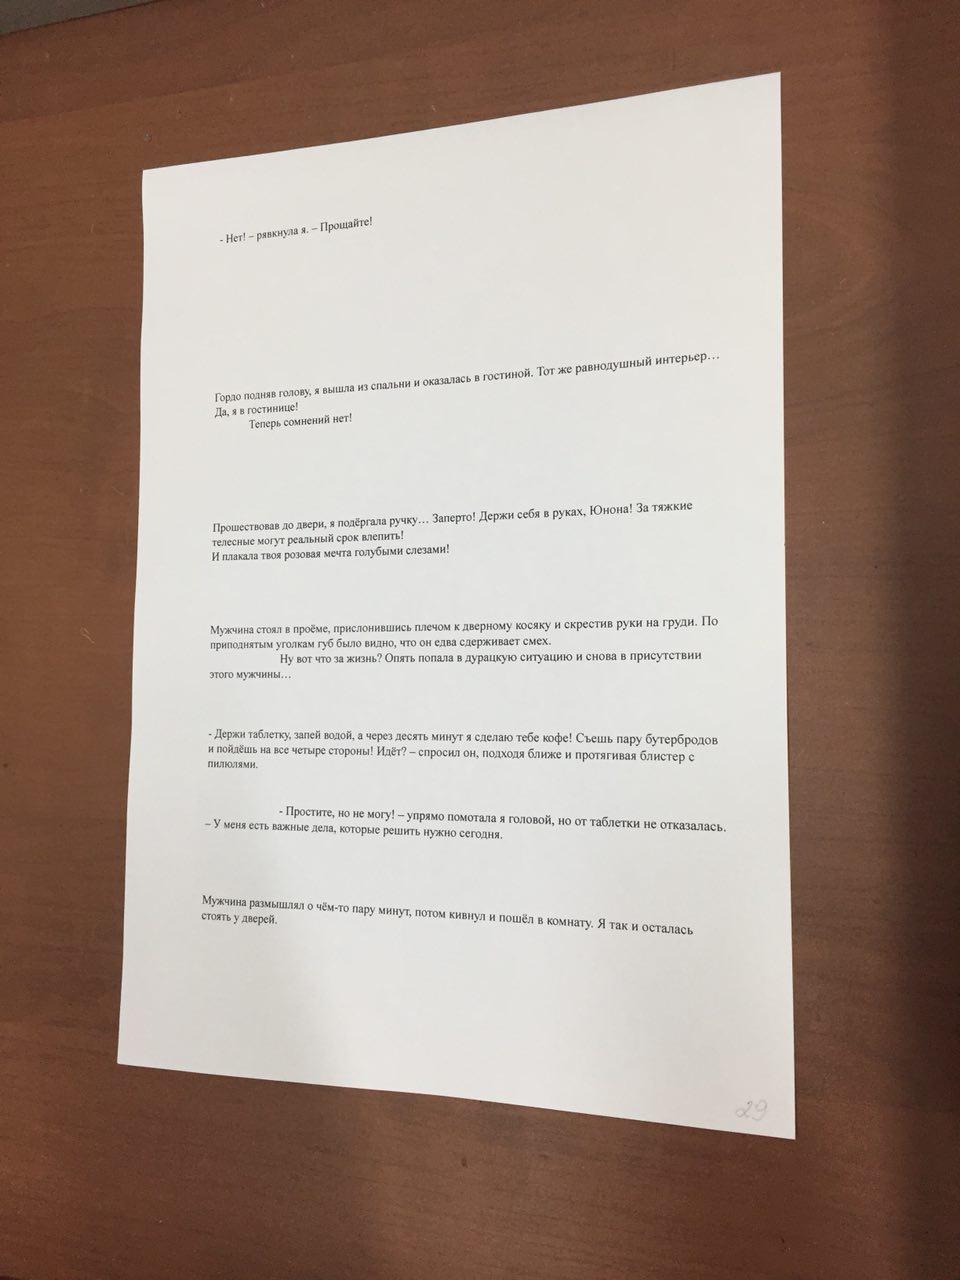 - Нет! – рявкнула я. – Прощайте!
Гордо подняв голову, я вышла из спальни и оказалась в гостиной. Тот же равнодушный интерьер…
Да, я в гостинице!
Теперь сомнений нет!
Прошествовав до двери, я подёргала ручку… Заперто! Держи себя в руках, Юнона! За тяжкие
телесные могут реальный срок влепить!
И плакала твоя розовая мечта голубыми слезами!
Мужчина стоял в проёме, прислонившись плечом к дверному косяку и скрестив руки на груди. По
приподнятым уголкам губ было видно, что он едва сдерживает смех.
Ну вот что за жизнь? Опять попала в дурацкую ситуацию и снова в присутствии
этого мужчины…
- Держи таблетку, запей водой, а через десять минут я сделаю тебе кофе! Съешь пару бутербродов
и пойдёшь на все четыре стороны! Идёт? – спросил он, подходя ближе и протягивая блистер с
пилюлями.
- Простите, но не могу! – упрямо помотала я головой, но от таблетки не отказалась.
– У меня есть важные дела, которые решить нужно сегодня.
Мужчина размышлял о чём-то пару минут, потом кивнул и пошёл в комнату. Я так и осталась
стоять у дверей.
29